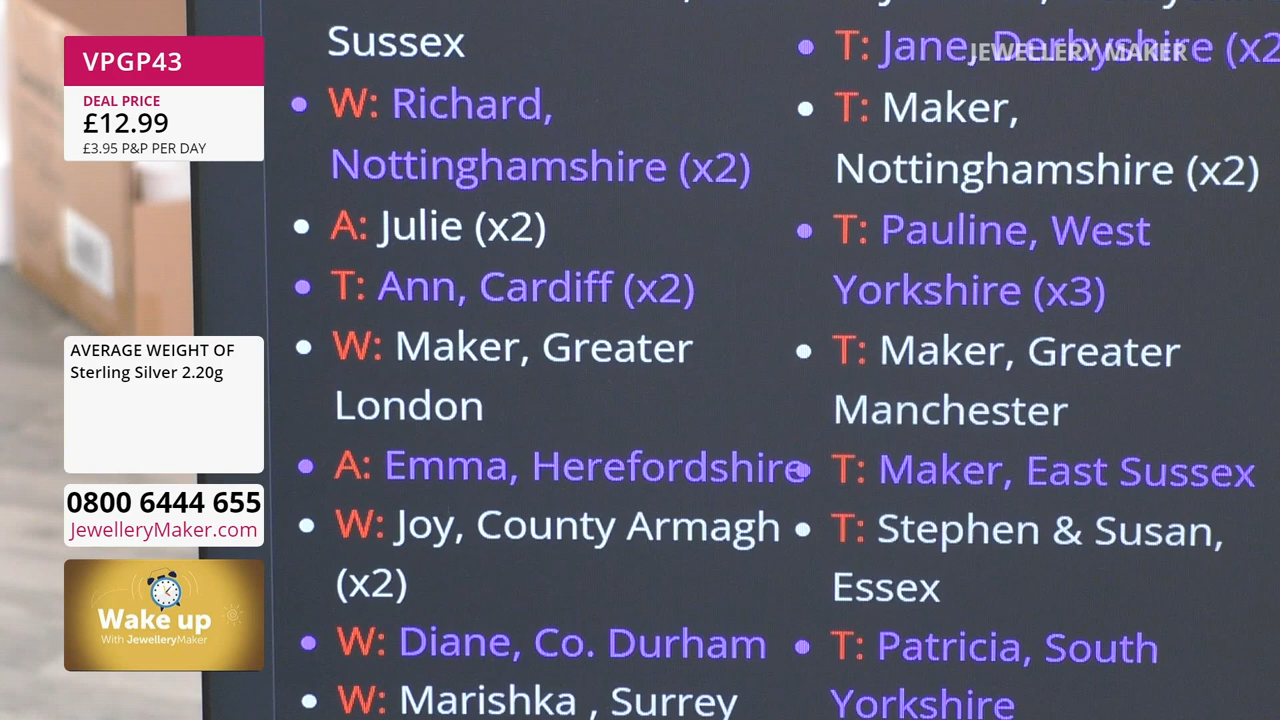 VPGP43
DEAL PRICE
£12.99
£3.95 P&P PER DAY
AVERAGE WEIGHT OF
Sterling Silver 2.20g
0800 6444 655
JewelleryMaker.com
Wake up
With JewelleryMaker
Sussex
• W: Richard,
Nottinghamshire (x2)
• A: Julie (x2)
• T: Ann, Cardiff (x2)
• W: Maker, Greater
London
• A: Emma, Herefordshire
• W: Joy, County Armagh
(x2)
• W: Diane, Co. Durham
• W: Marishka , Surrey
• T: Jane, Derbyshire (x2
JEWELLERY MAKER
• T: Maker,
Nottinghamshire (x2)
• T: Pauline, West
Yorkshire (x3)
• T: Maker, Greater
Manchester
• T: Maker, East Sussex
• T: Stephen & Susan,
Essex
• T: Patricia, South
Yorkshire